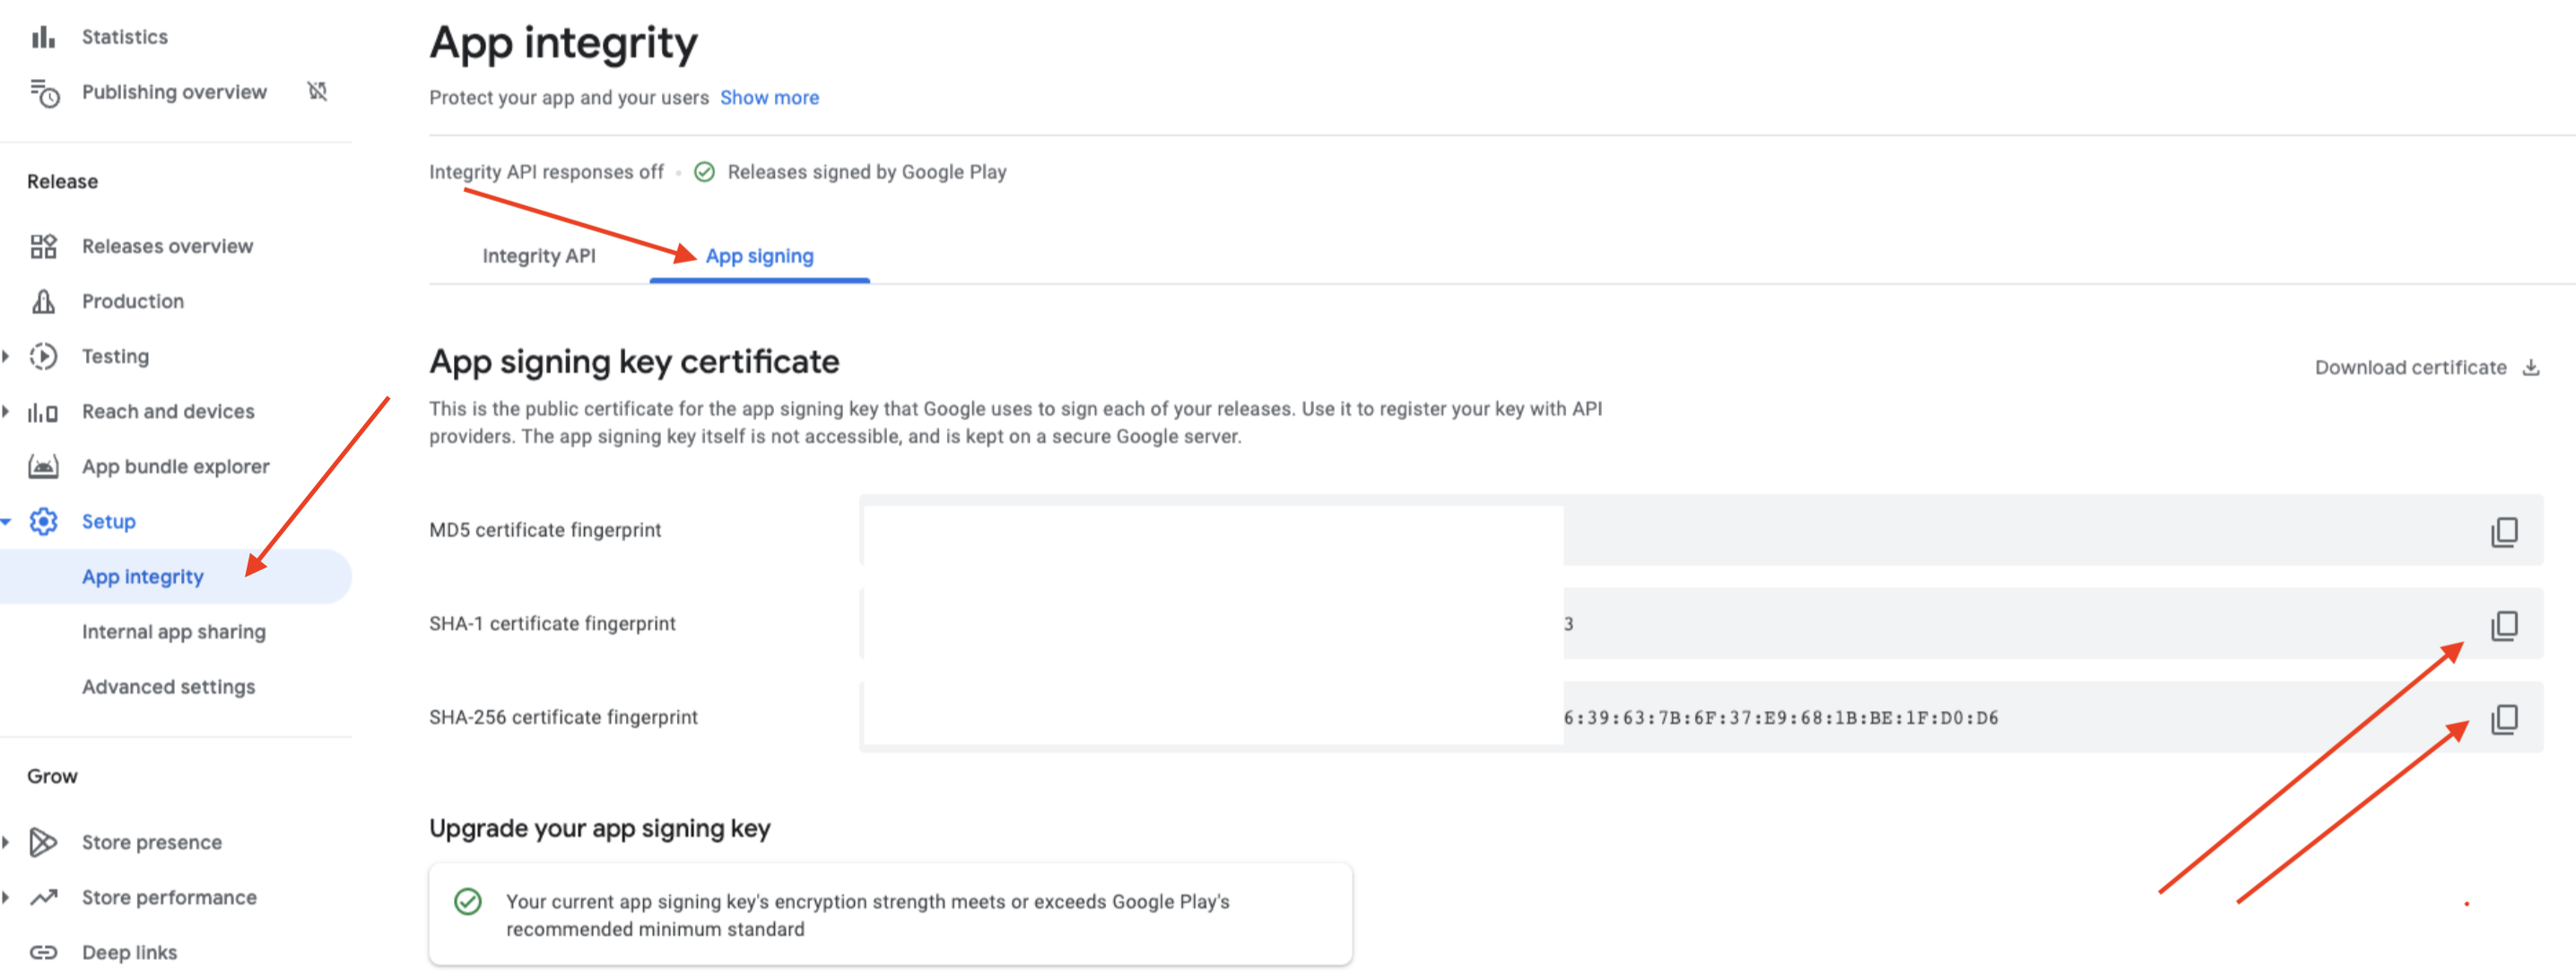 Statistics
Publishing overview
Release
Releases overview
Production
Testing
Reach and devices
App bundle explorer
Setup
App integrity
Internal app sharing
Advanced settings
Grow
Store presence
Store performance
Deep links
App integrity
Protect your app and your users Show more
Integrity API responses off • Releases signed by Google Play
Integrity API App signing
App signing key certificate
Download certificate
This is the public certificate for the app signing key that Google uses to sign each of your releases. Use it to register your key with API
providers. The app signing key itself is not accessible, and is kept on a secure Google server.
MD5 certificate fingerprint
SHA-1 certificate fingerprint 3
SHA-256 certificate fingerprint 6:39:63:7B:6F:37:E9:68:1B:BE:1F:D0:D6
Upgrade your app signing key
Your current app signing key's encryption strength meets or exceeds Google Play's
recommended minimum standard